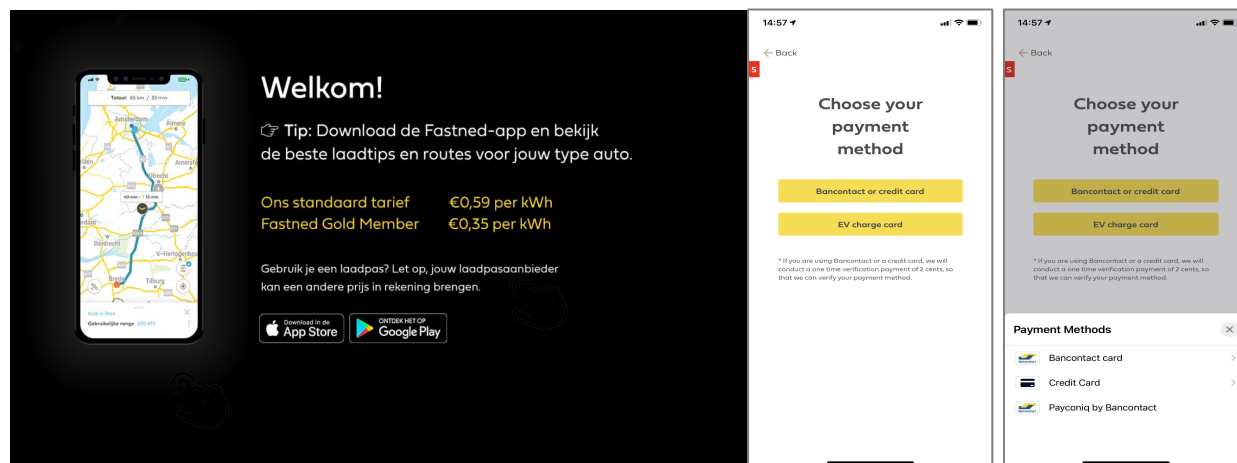 Totaal: 65 km / 35 min
Amsterdam
Almere
Utrecht
40 min
15 min
Dordrecht
's-Hertogenbos
Breda
Tilburg
Audi e-Tron
Gebruikelijke range 250 KM
Welkom!
Tip: Download de Fastned-app en bekijk
de beste laadtips en routes voor jouw type auto.
Ons standaard tarief €0,59 per kWh
Fastned Gold Member €0,35 per kWh
Gebruik je een laadpas? Let op, jouw laadpasaanbieder
kan een andere prijs in rekening brengen.
Download in de
App Store
ONTDEK HET OP
Google Play
14:57
Back
S
Choose your
payment
method
Bancontact or credit card
EV charge card
* If you are using Bancontact or a credit card, we will
conduct a one time verification payment of 2 cents, so
that we can verify your payment method.
14:57
Back
S
Choose your
payment
method
Bancontact or credit card
EV charge card
* If you are using Bancontact or a credit card, we will
conduct a one time verification payment of 2 cents, so
that we can verify your payment method.
Payment Methods
Bancontact card
Credit Card
Payconiq by Bancontact